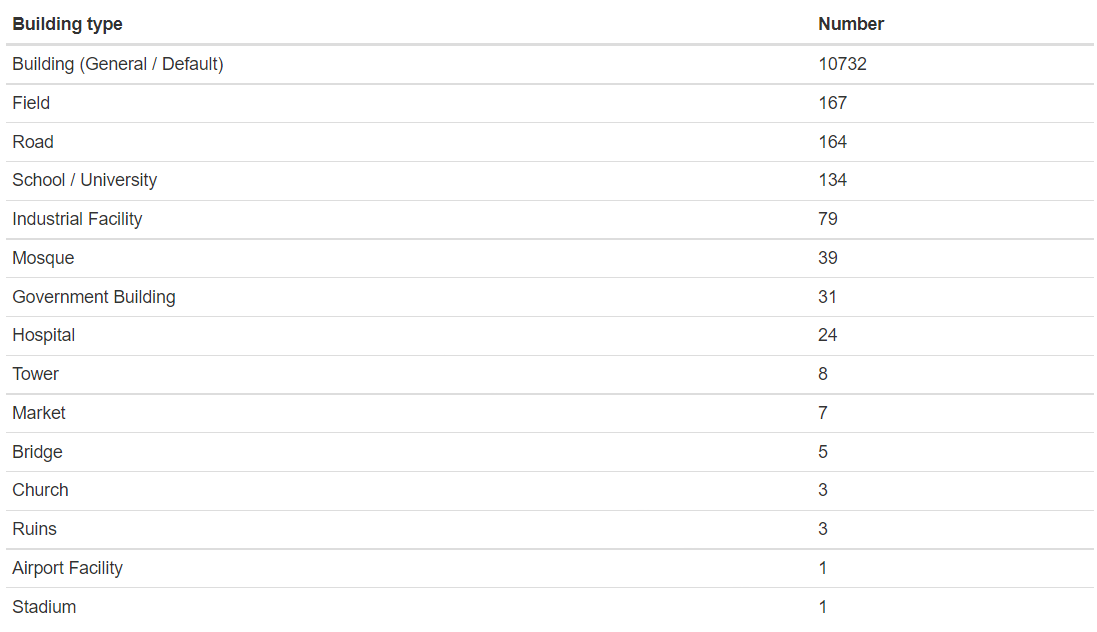 Building type Number
Building (General / Default) 10732
Field 167
Road 164
School / University 134
Industrial Facility 79
Mosque 39
Government Building 31
Hospital 24
Tower 8
Market 7
Bridge 5
Church 3
Ruins 3
Airport Facility 1
Stadium 1